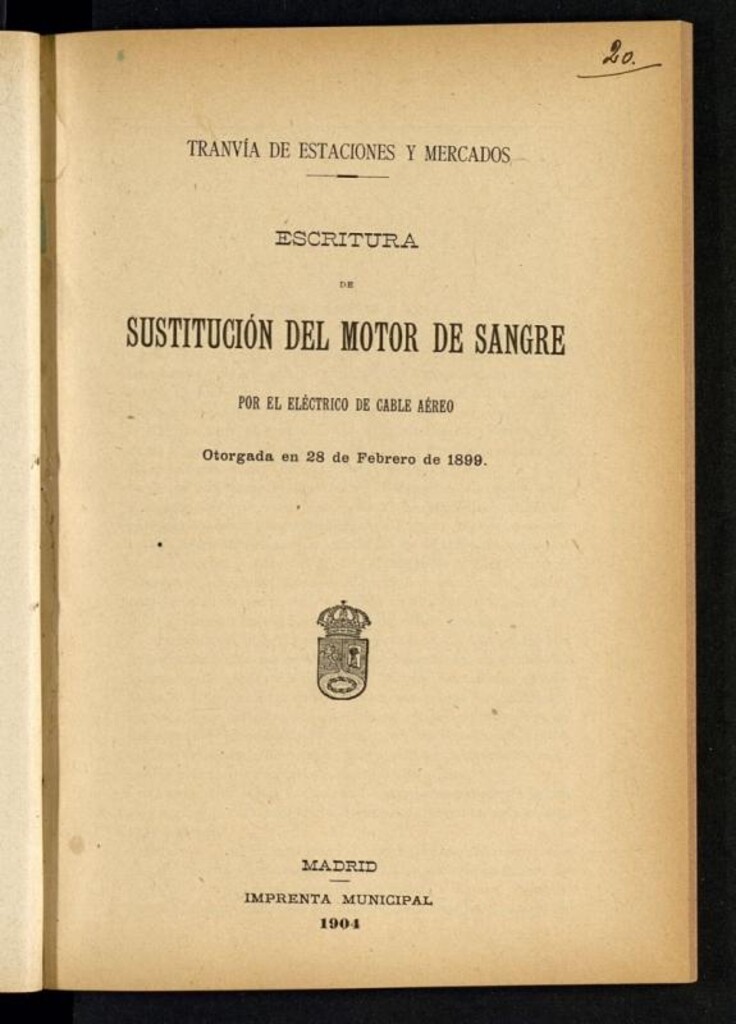 20.
TRANVÍA DE ESTACIONES Y MERCADOS
ESCRITURA
DE
SUSTITUCIÓN DEL MOTOR DE SANGRE
POR EL ELÉCTRICO DE CABLE AÉREO
Otorgada en 28 de Febrero de 1899.
MADRID
IMPRENTA MUNICIPAL
1904